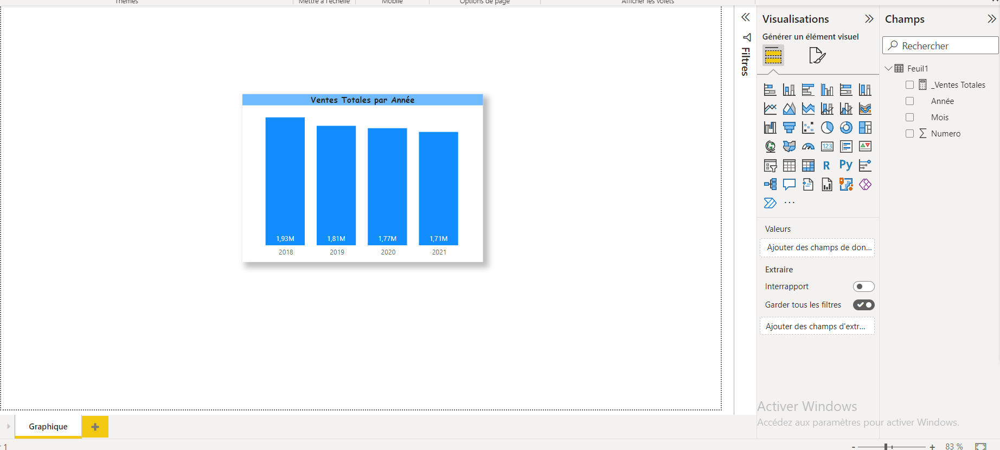 Thèmes
Mettre à l'échelle
Mobile
Options de page
Afficher les volets
Ventes Totales par Année
1,93M
1,81M
1,77M
1,71M
2018
2019
2020
2021
Filtres
Visualisations
Générer un élément visuel
123
R
Py
Valeurs
Ajouter des champs de don...
Extraire
Interrapport
Garder tous les filtres
Ajouter des champs d'extr...
Champs
Rechercher
Feuil1
_Ventes Totales
Année
Mois
Numero
Activer Windows
Accédez aux paramètres pour activer Windows.
Graphique
1
83 %